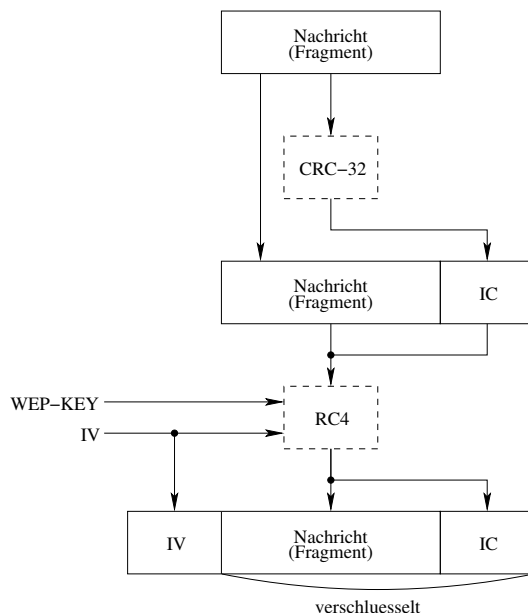 Nachricht
(Fragment)
CRC−32
Nachricht
(Fragment)
IC
WEP−KEY
IV
RC4
IV
Nachricht
(Fragment)
IC
verschluesselt